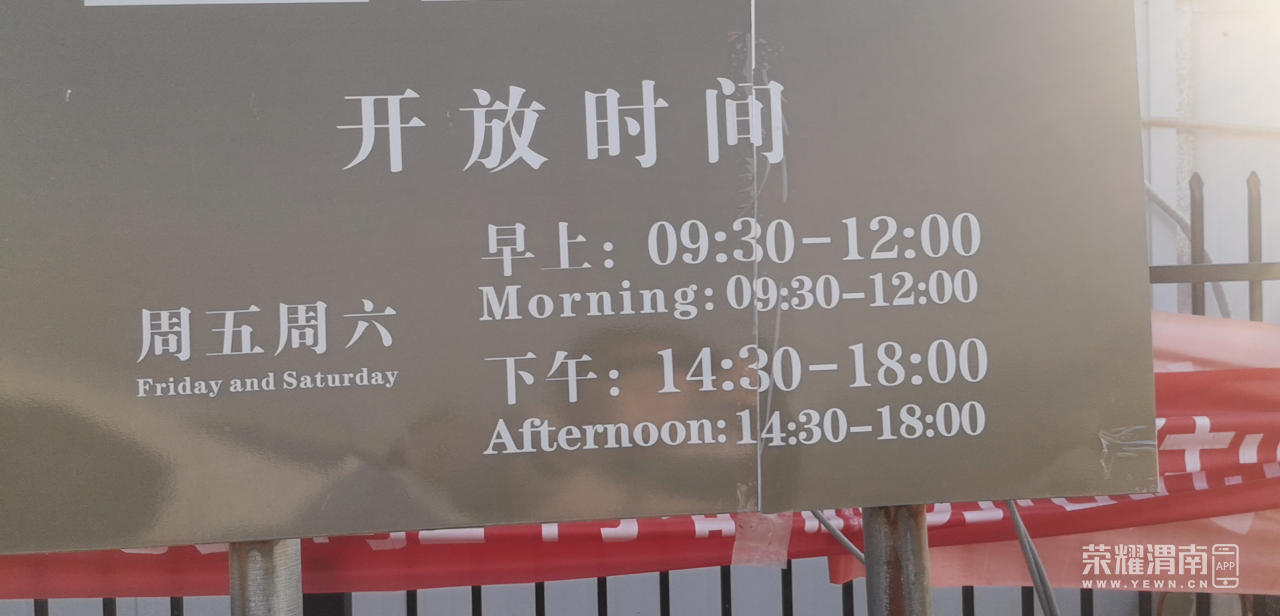 开放时间
周五周六
Friday and Saturday
早上：09:30-12:00
Morning:09:30-12:00
下午：14:30-18:00
Afternoon:14:30-18:00
荣耀渭南
APP
WWW.YEWN.CN